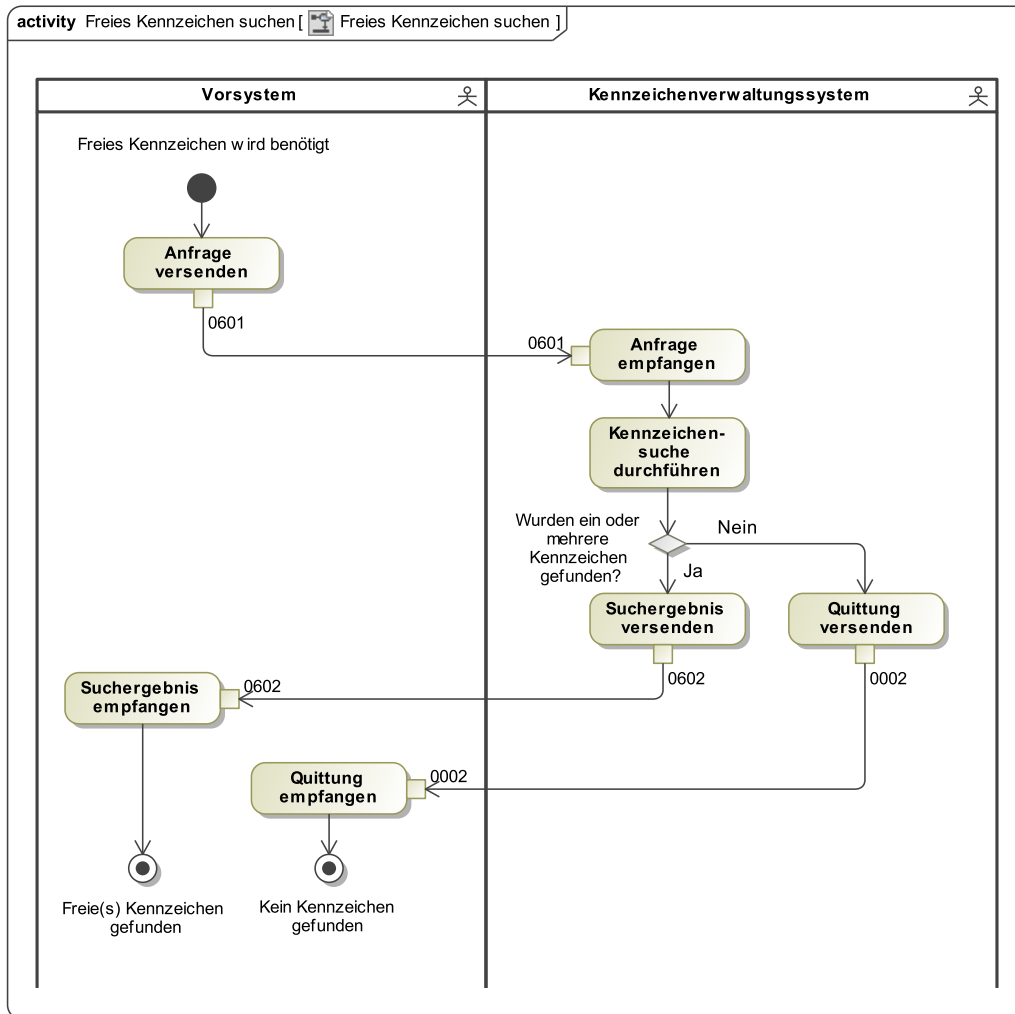 activity Freies Kennzeichen suchen [ Freies Kennzeichen suchen ]
Vorsystem
Kennzeichenverwaltungssystem
Freies Kennzeichen wird benötigt
Anfrage
versenden
0601
0601
Anfrage
empfangen
Kennzeichen-
suche
durchführen
Wurden ein oder
mehrere
Kennzeichen
gefunden?
Nein
Ja
Suchergebnis
versenden
Quittung
versenden
0602
0002
Suchergebnis
empfangen
0602
Quittung
empfangen
0002
Freie(s) Kennzeichen
gefunden
Kein Kennzeichen
gefunden